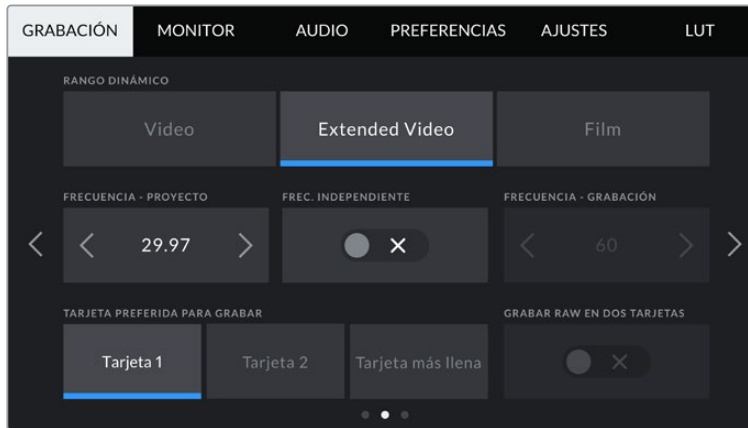 GRABACIÓN MONITOR AUDIO PREFERENCIAS AJUSTES LUT
RANGO DINÁMICO
Video Extended Video Film
FRECUENCIA - PROYECTO FREC. INDEPENDIENTE FRECUENCIA - GRABACIÓN
29.97 60
TARJETA PREFERIDA PARA GRABAR GRABAR RAW EN DOS TARJETAS
Tarjeta 1 Tarjeta 2 Tarjeta más llena